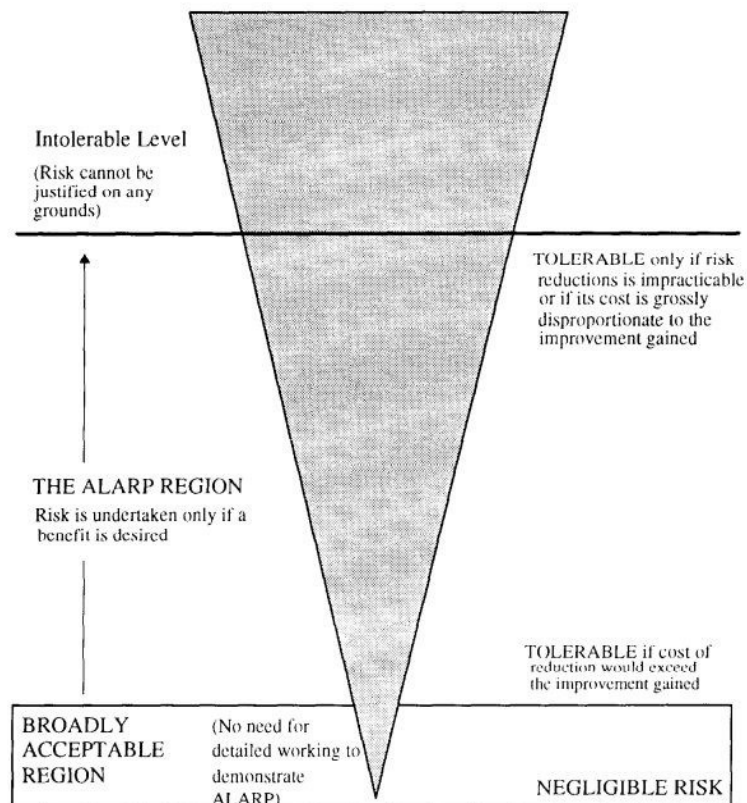 Intolerable Level
(Risk cannot be
justified on any
grounds)
TOLERABLE only if risk
reductions is impracticable
or if its cost is grossly
disproportionate to the
improvement gained
THE ALARP REGION
Risk is undertaken only if a
benefit is desired
TOLERABLE if cost of
reduction would exceed
the improvement gained
BROADLY
ACCEPTABLE
REGION
(No need for
detailed working to
demonstrate
ALARP)
NEGLIGIBLE RISK